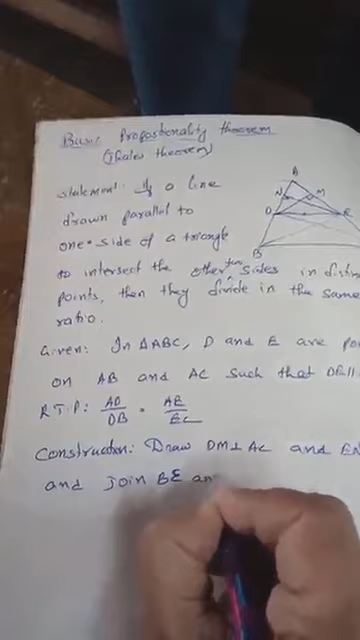 Basic Proportionality theorem
(Thales theorem)
Statement: If a line
drawn parallel to
one side of a triangle
to intersect the other two sides in distin
points, then they divide in the same
ratio.
Given: In ΔABC, D and E are po
on AB and AC such that DE ||
R.T.P: AD/DB = AE/EC
Construction: Draw DM⊥ AC and EN
and join BE an
A
N M
D E
B